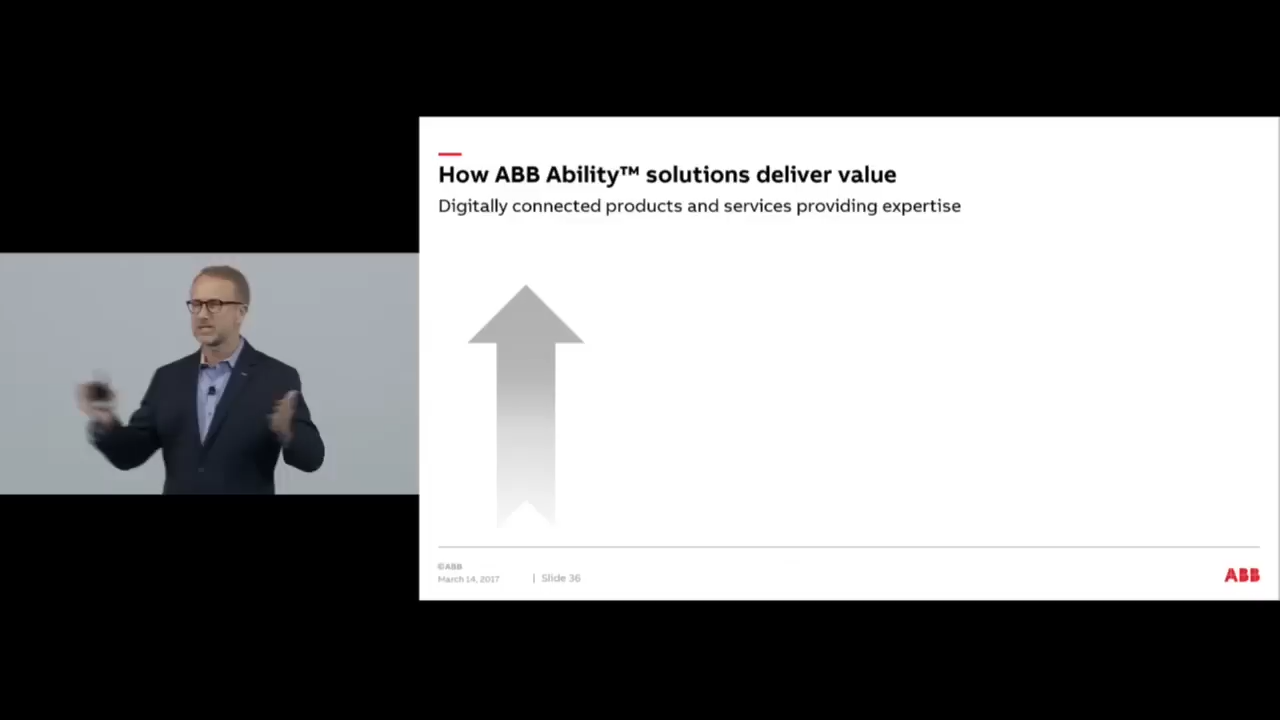 How ABB Ability™ solutions deliver value
Digitally connected products and services providing expertise
©ABB
March 14, 2017 | Slide 36
ABB